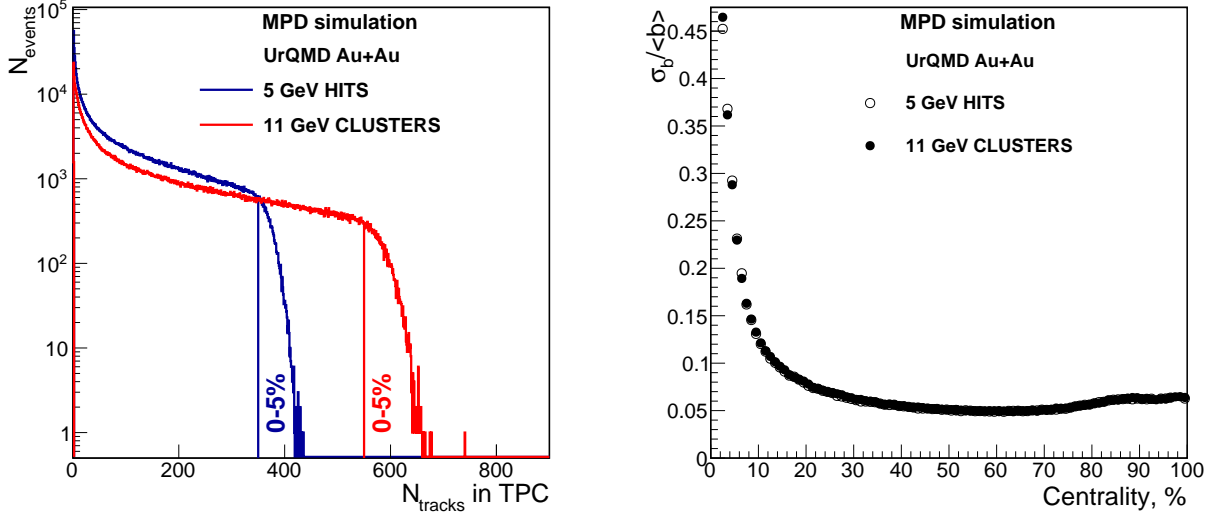 MPD simulation
UrQMD Au+Au
5 GeV HITS
11 GeV CLUSTERS
N_events
10^5
10^4
10^3
10^2
10
1
0-5%
0-5%
0 200 400 600 800
N_tracks in TPC
MPD simulation
UrQMD Au+Au
5 GeV HITS
11 GeV CLUSTERS
σ_b/<b>
0.45
0.4
0.35
0.3
0.25
0.2
0.15
0.1
0.05
0
0 10 20 30 40 50 60 70 80 90 100
Centrality, %